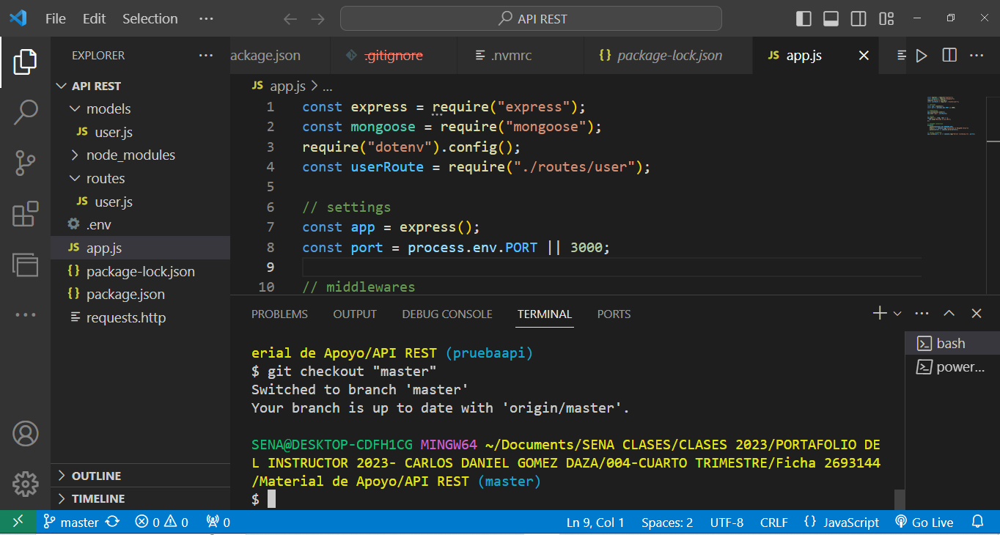 File Edit Selection ···
API REST
EXPLORER ···
API REST
models
JS user.js
node_modules
routes
JS user.js
.env
JS app.js
{} package-lock.json
{} package.json
requests.http
OUTLINE
TIMELINE
ackage.json .gitignore .nvmrc {} package-lock.json JS app.js
JS app.js > ...
1 const express = require("express");
2 const mongoose = require("mongoose");
3 require("dotenv").config();
4 const userRoute = require("./routes/user");
5
6 // settings
7 const app = express();
8 const port = process.env.PORT || 3000;
9
10 // middlewares
PROBLEMS OUTPUT DEBUG CONSOLE TERMINAL PORTS
erial de Apoyo/API REST (pruebaapi)
$ git checkout "master"
Switched to branch 'master'
Your branch is up to date with 'origin/master'.
SENA@DESKTOP-CDFH1CG MINGW64 ~/Documents/SENA CLASES/CLASES 2023/PORTAFOLIO DE
L INSTRUCTOR 2023- CARLOS DANIEL GOMEZ DAZA/004-CUARTO TRIMESTRE/Ficha 2693144
/Material de Apoyo/API REST (master)
$
bash
power...
master 0 0 0 Ln 9, Col 1 Spaces: 2 UTF-8 CRLF {} JavaScript Go Live